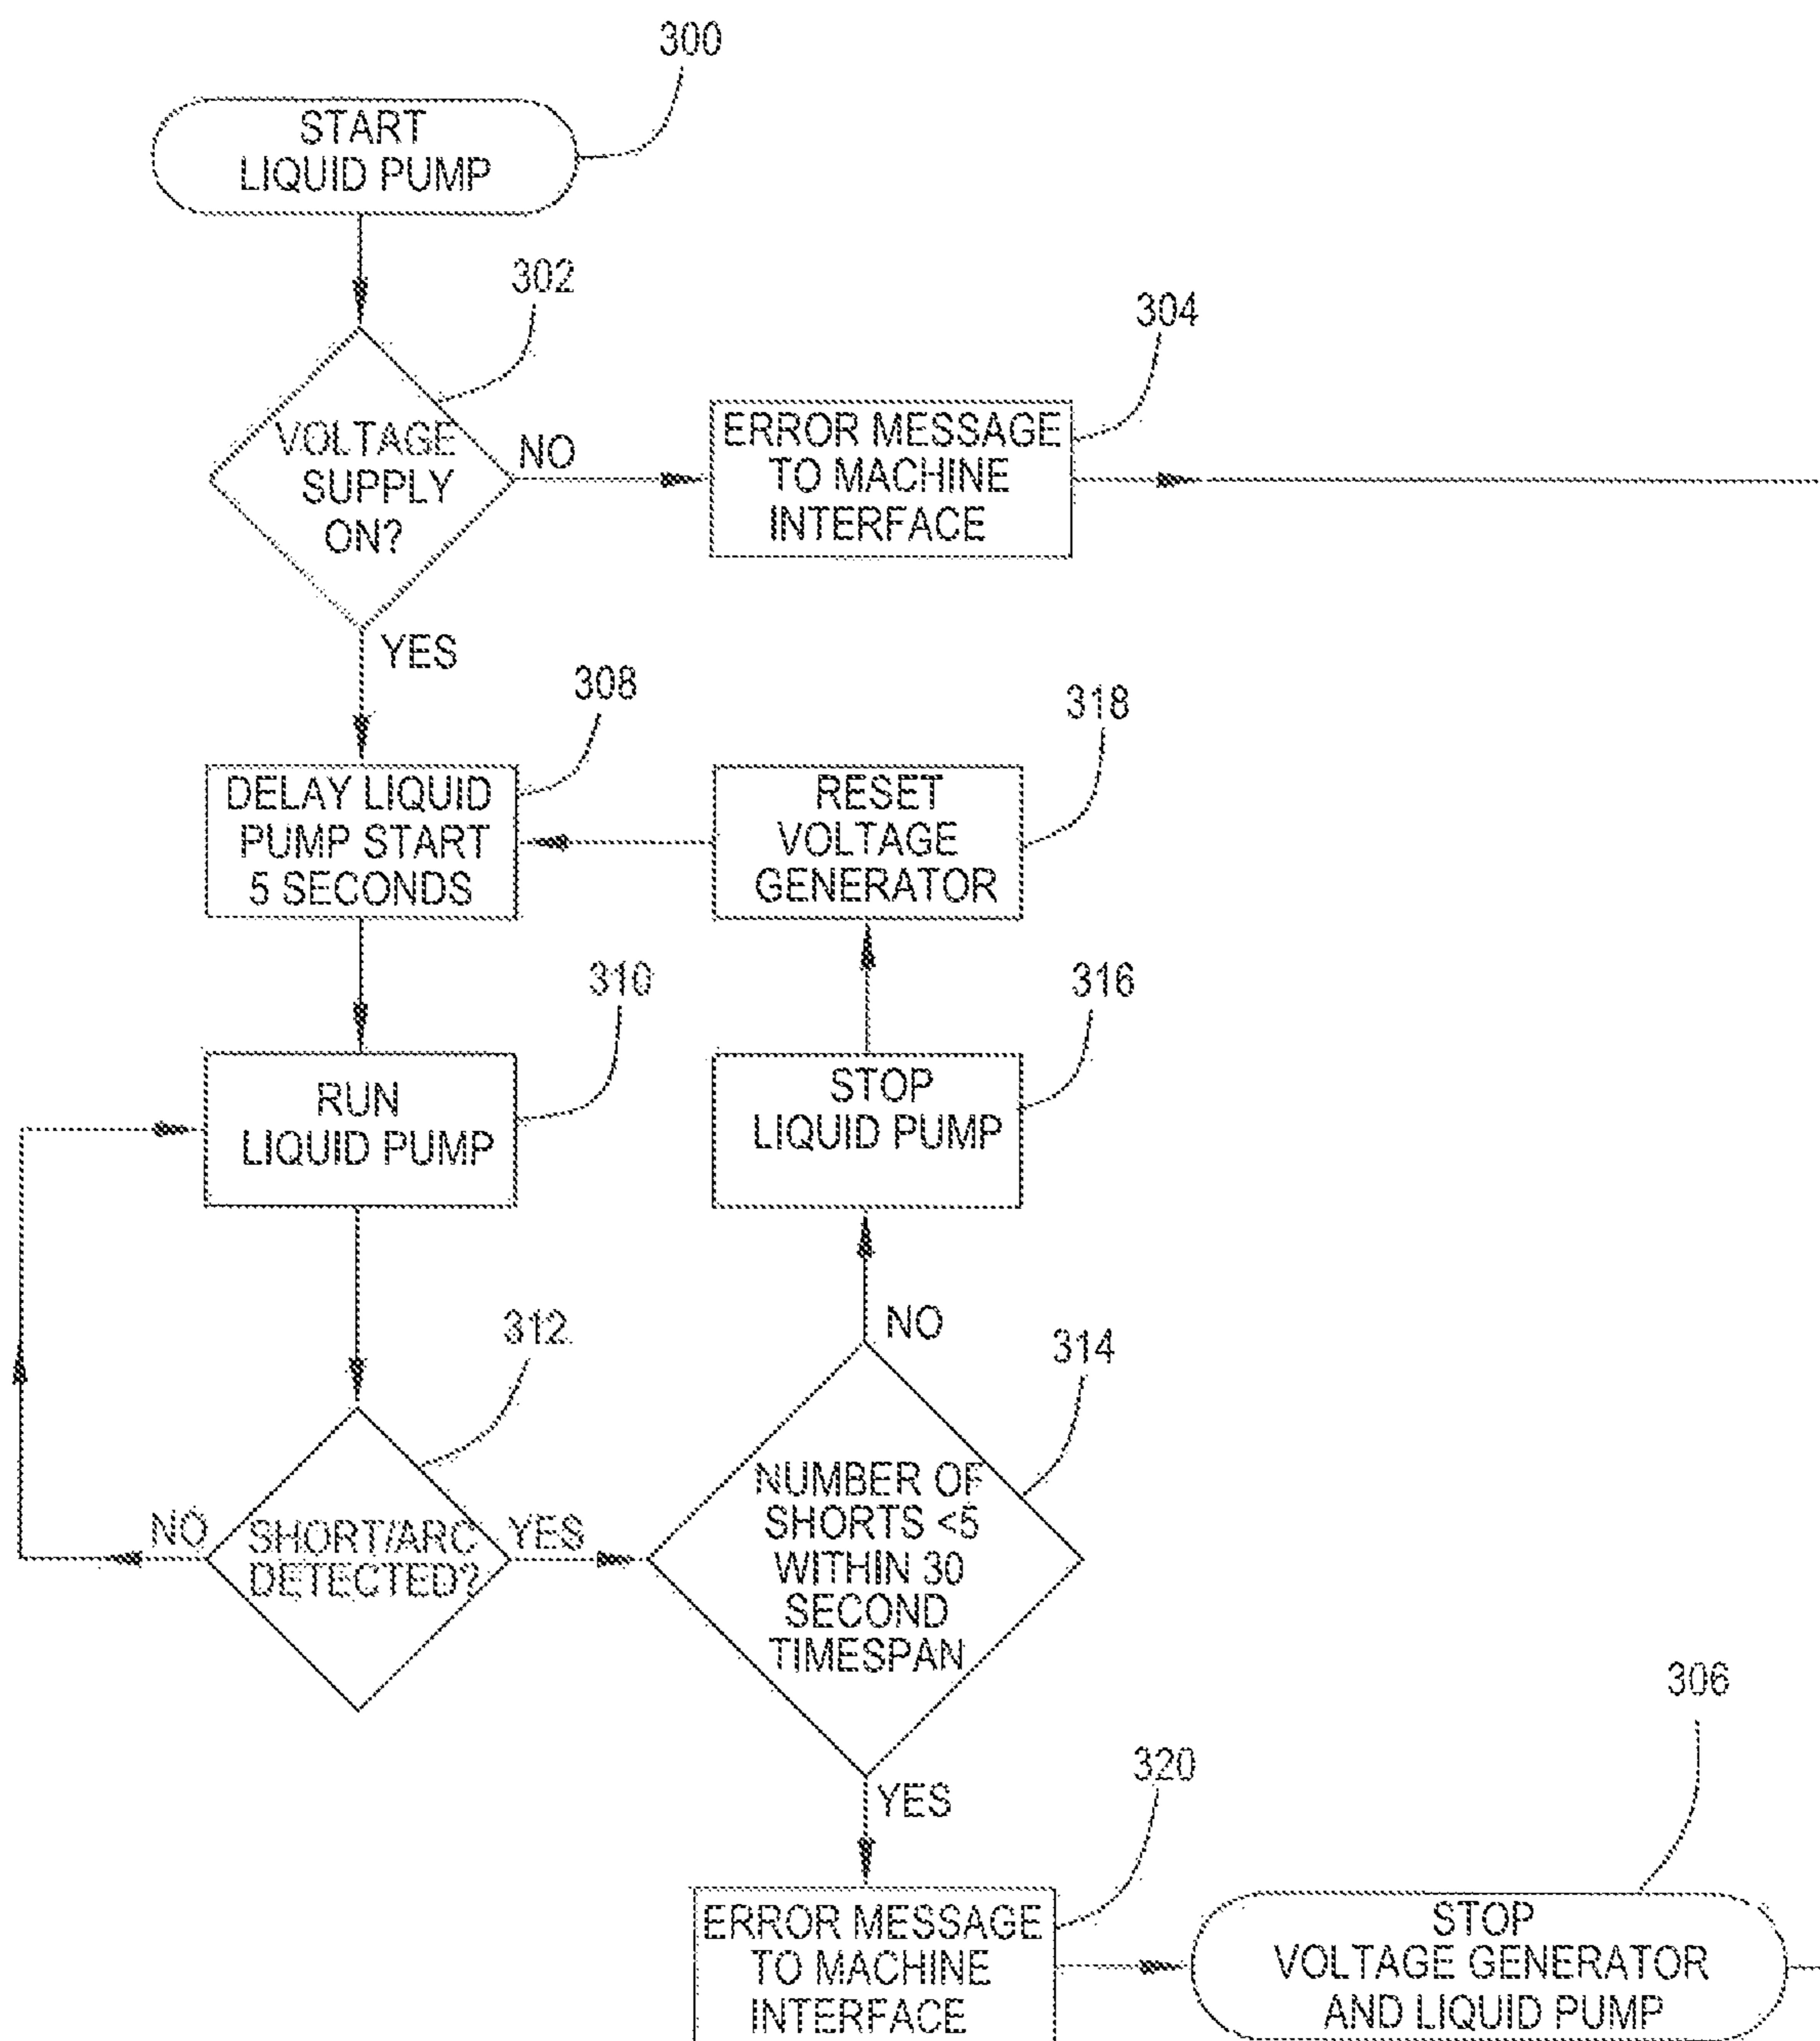 300
START
LIQUID PUMP
302
VOLTAGE
SUPPLY
ON?
NO
304
ERROR MESSAGE
TO MACHINE
INTERFACE
YES
308
DELAY LIQUID
PUMP START
5 SECONDS
318
RESET
VOLTAGE
GENERATOR
310
RUN
LIQUID PUMP
316
STOP
LIQUID PUMP
312
NO
SHORT/ARC
DETECTED?
YES
NO
314
NUMBER OF
SHORTS <5
WITHIN 30
SECOND
TIMESPAN
YES
320
ERROR MESSAGE
TO MACHINE
INTERFACE
306
STOP
VOLTAGE GENERATOR
AND LIQUID PUMP